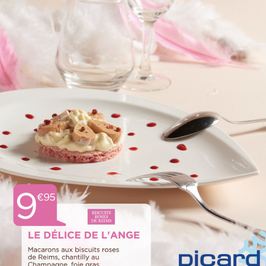 9€95
BISCUITS
ROSES
DE REIMS
LE DÉLICE DE L'ANGE
Macarons aux biscuits roses
de Reims, chantilly au
Champagne, foie gras
picard